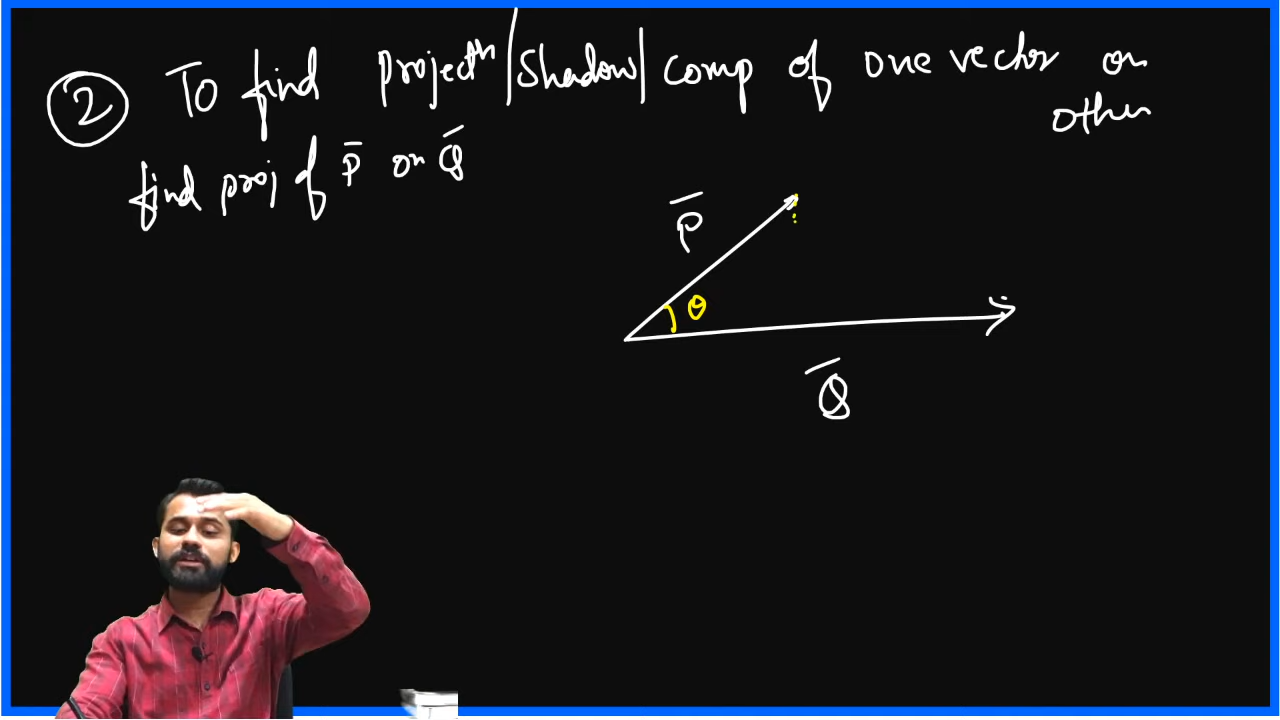 ② To find projectⁿ/Shadow/comp of one vector on
other
find proj of P̅ on Q̅
P̅
θ
Q̅